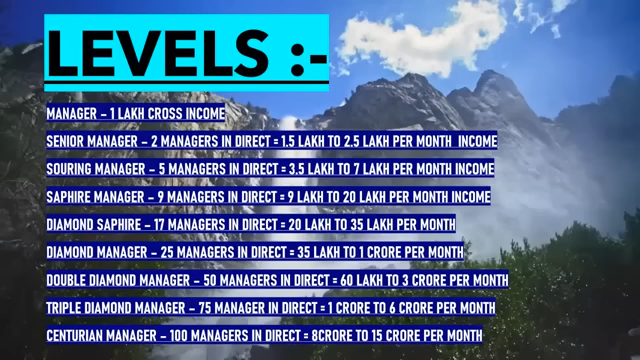 LEVELS :-
MANAGER – 1 LAKH CROSS INCOME
SENIOR MANAGER – 2 MANAGERS IN DIRECT = 1.5 LAKH TO 2.5 LAKH PER MONTH INCOME
SOURING MANAGER – 5 MANAGERS IN DIRECT = 3.5 LAKH TO 7 LAKH PER MONTH INCOME
SAPHIRE MANAGER – 9 MANAGERS IN DIRECT = 9 LAKH TO 20 LAKH PER MONTH INCOME
DIAMOND SAPHIRE – 17 MANAGERS IN DIRECT = 20 LAKH TO 35 LAKH PER MONTH
DIAMOND MANAGER – 25 MANAGERS IN DIRECT = 35 LAKH TO 1 CRORE PER MONTH
DOUBLE DIAMOND MANAGER – 50 MANAGERS IN DIRECT = 60 LAKH TO 3 CRORE PER MONTH
TRIPLE DIAMOND MANAGER – 75 MANAGER IN DIRECT = 1 CRORE TO 6 CRORE PER MONTH
CENTURIAN MANAGER – 100 MANAGERS IN DIRECT = 8CRORE TO 15 CRORE PER MONTH